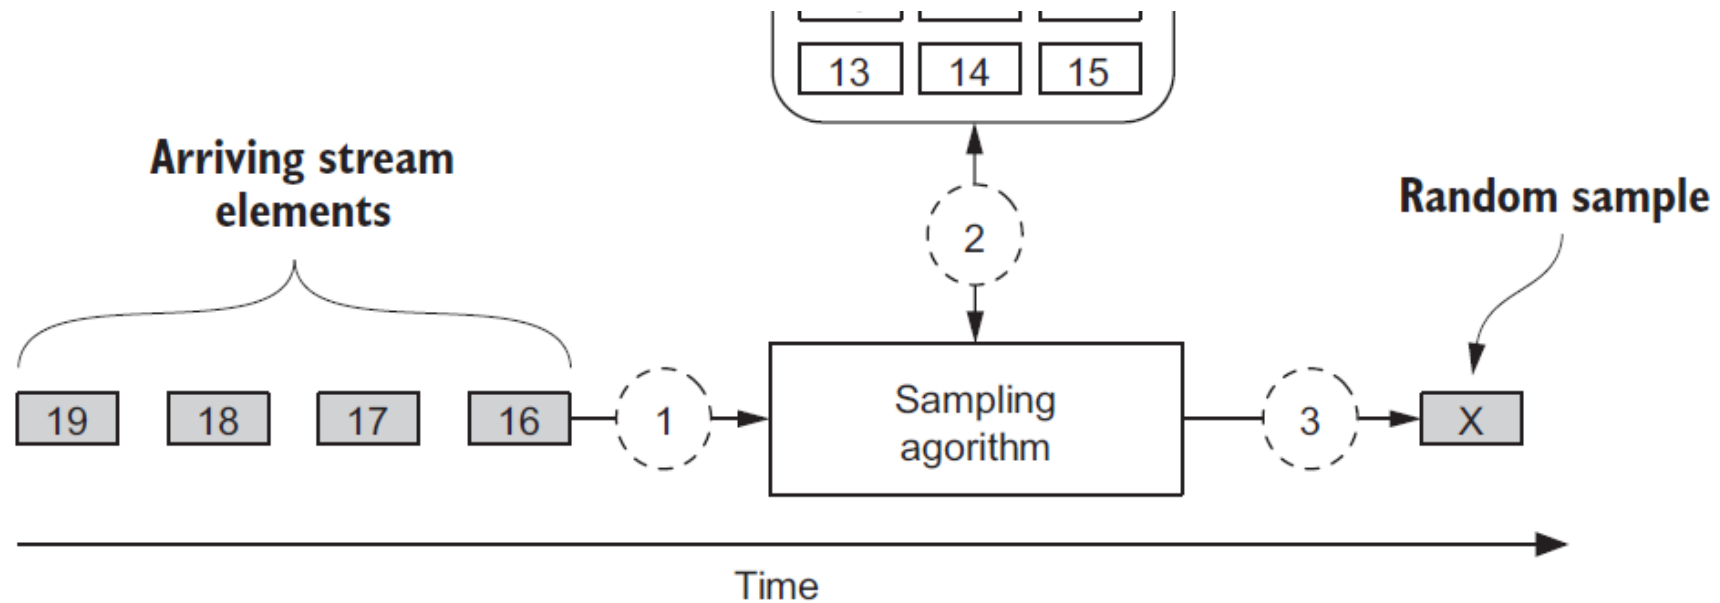 13 14 15
Arriving stream
elements
Random sample
2
19 18 17 16 1 Sampling 3 X
agorithm
Time